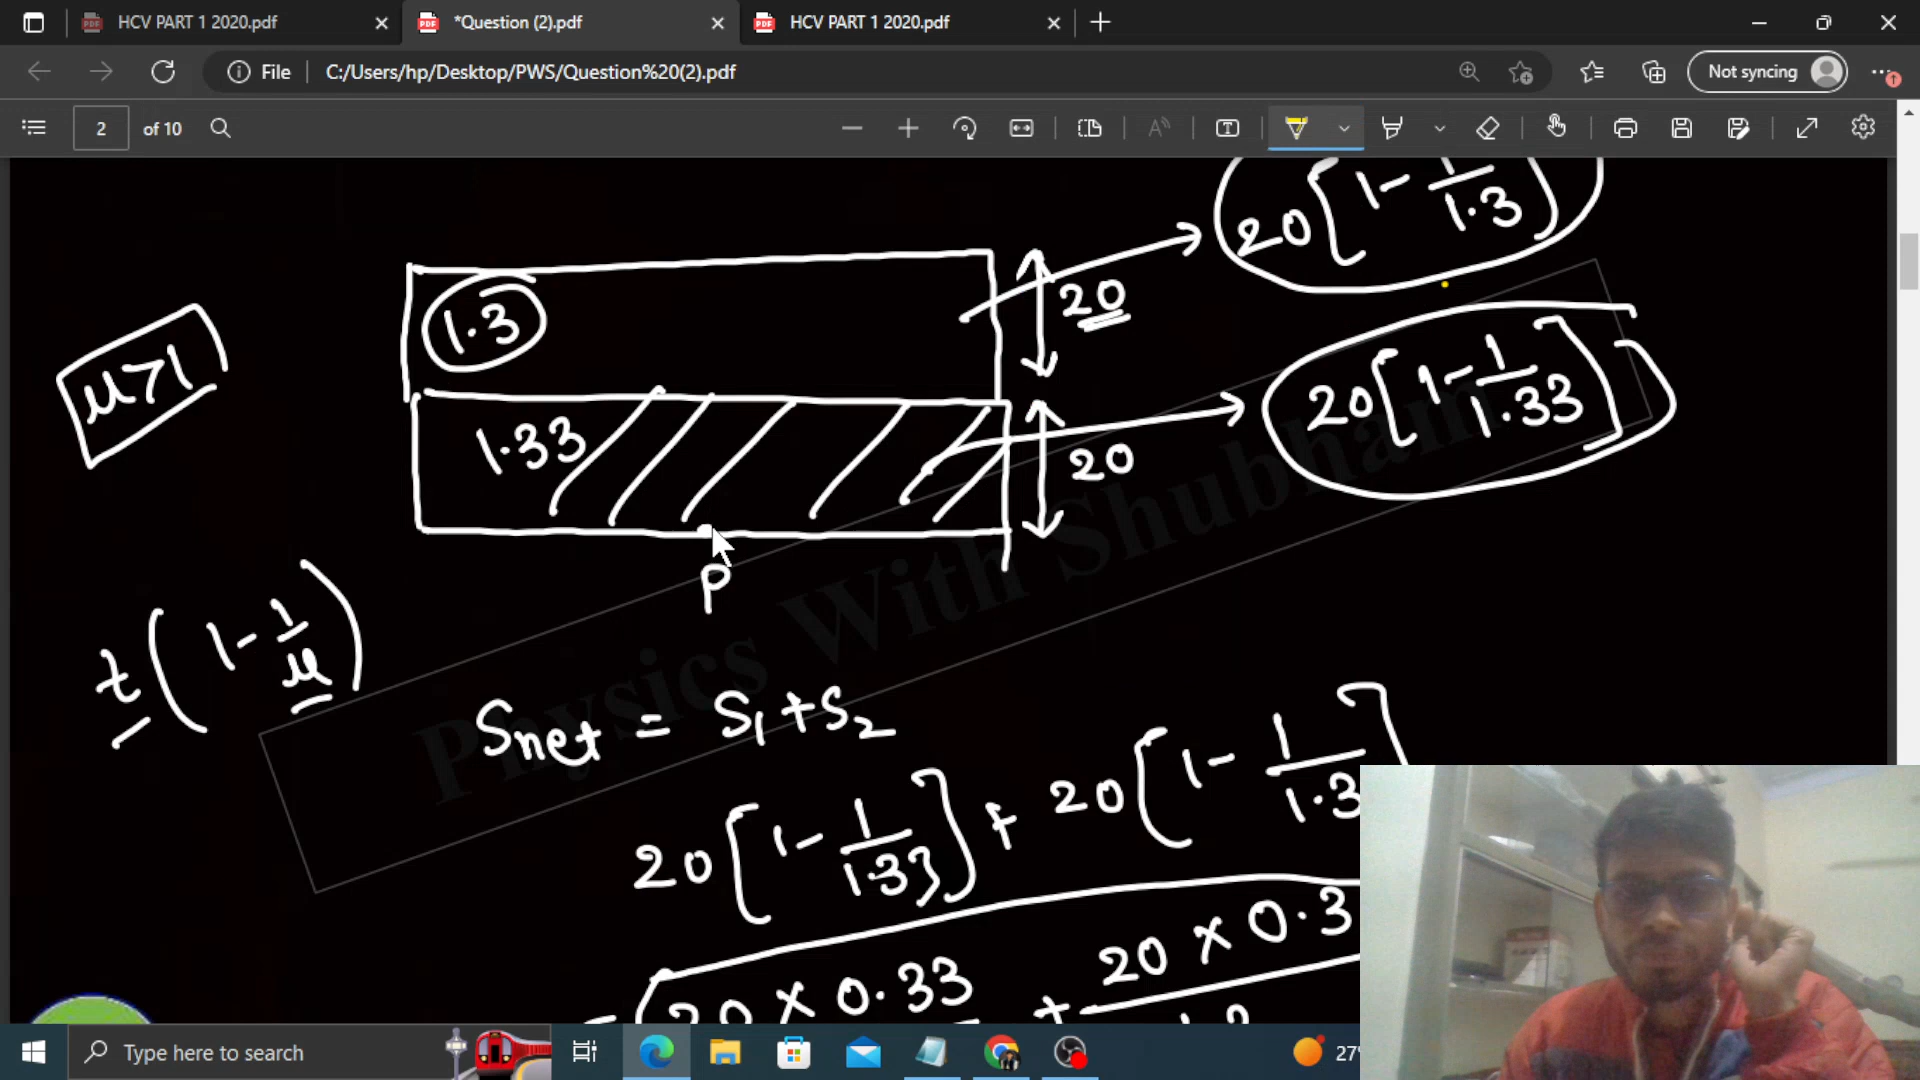 HCV PART 1 2020.pdf
*Question (2).pdf
HCV PART 1 2020.pdf
File
C:/Users/hp/Desktop/PWS/Question%20(2).pdf
Not syncing
2 of 10
20[1-1/1.3]
1.3
20
μ>1
20[1-1/1.33]
1.33
20
P
t(1-1/μ)
Physics With Shubham
Snet = S1+S2
20[1-1/1.33] + 20[1-1/1.3]
20 × 0.33 + 20 × 0.3
Type here to search
27